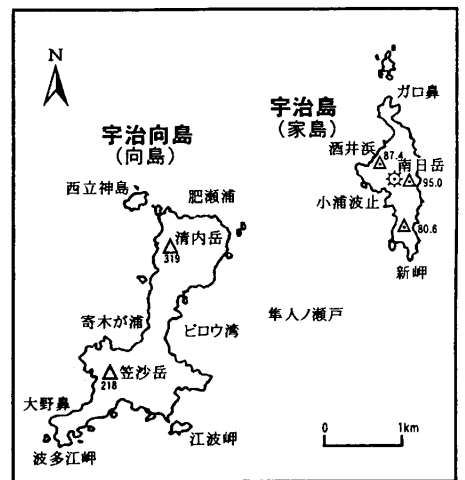 N
宇治向島
(向島)
西立神島
肥瀬浦
清内岳
319
寄木が浦
ビロウ湾
笠沙岳
218
大野鼻
波多江岬
江波岬
隼人ノ瀬戸
ガロ鼻
宇治島
(家島)
酒井浜
87.4
南日岳
95.0
小浦波止
80.6
新岬
0
1km